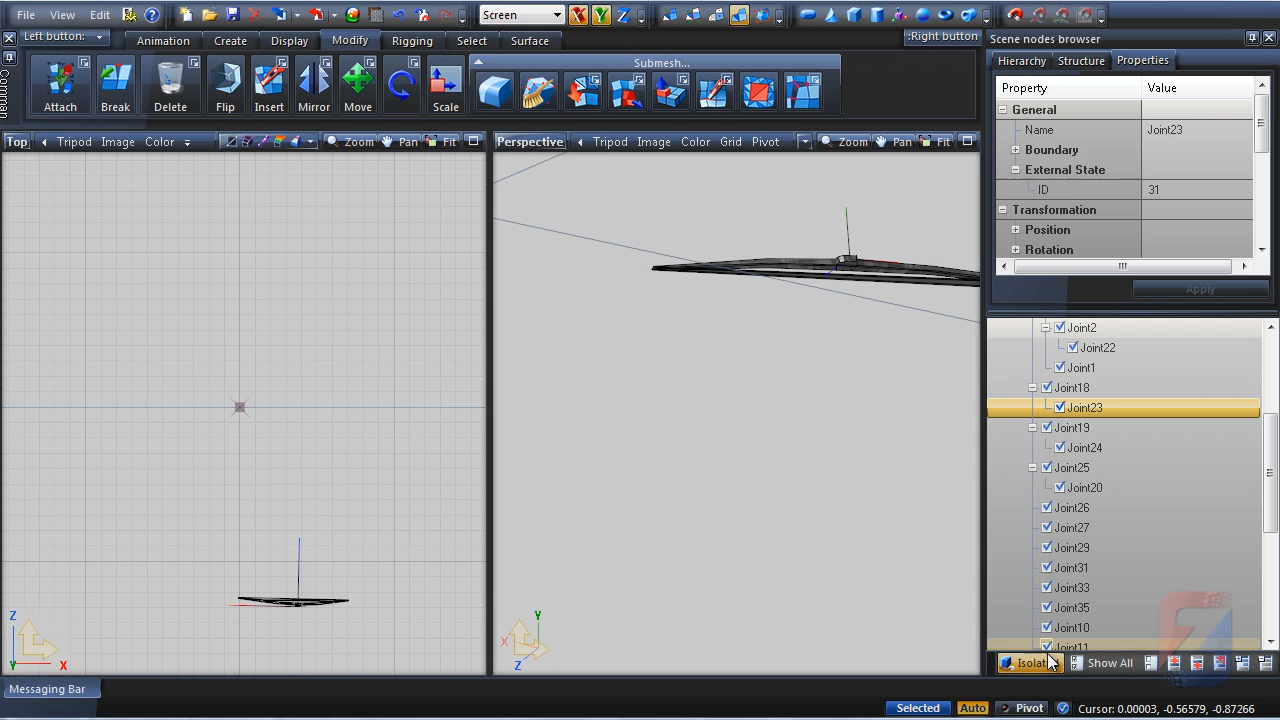 File View Edit Screen
Left button: :Right button Scene nodes browser
Animation Create Display Modify Rigging Select Surface
Hierarchy Structure Properties
Submesh...
Attach Break Delete Flip Insert Mirror Move Scale
Property Value
General
Name Joint23
Boundary
External State
ID 31
Transformation
Position
Rotation
Apply
Top Tripod Image Color Zoom Pan Fit
Perspective Tripod Image Color Grid Pivot Zoom Pan Fit
Joint2
Joint22
Joint1
Joint18
Joint23
Joint19
Joint24
Joint25
Joint20
Joint26
Joint27
Joint29
Joint31
Joint33
Joint35
Joint10
Joint11
Z
Y X
Y
X
Z
Show All
Messaging Bar
Selected Auto Pivot Cursor: 0.00003, -0.56579, -0.87266